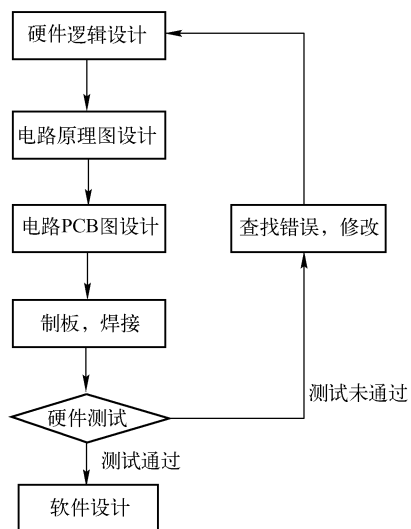 硬件逻辑设计
电路原理图设计
电路PCB图设计
查找错误，修改
制板，焊接
测试未通过
硬件测试
测试通过
软件设计